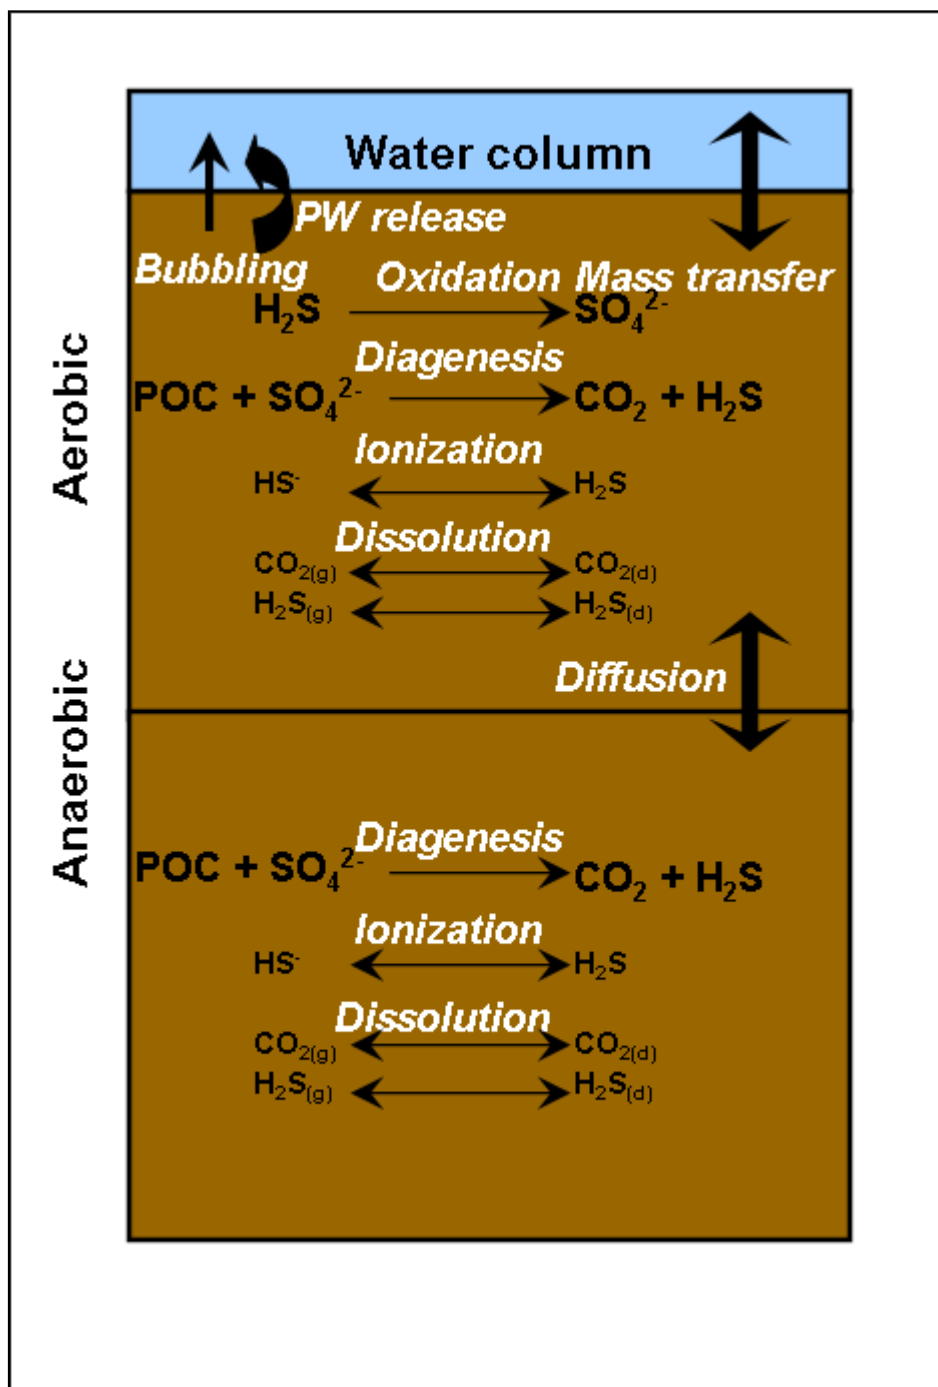 Water column
PW release
Bubbling
Oxidation Mass transfer
H₂S SO₄²⁻
Diagenesis
POC + SO₄²⁻ CO₂ + H₂S
Ionization
HS⁻ H₂S
Dissolution
CO₂₍g₎ CO₂₍d₎
H₂S₍g₎ H₂S₍d₎
Aerobic
Diffusion
Anaerobic
Diagenesis
POC + SO₄²⁻ CO₂ + H₂S
Ionization
HS⁻ H₂S
Dissolution
CO₂₍g₎ CO₂₍d₎
H₂S₍g₎ H₂S₍d₎